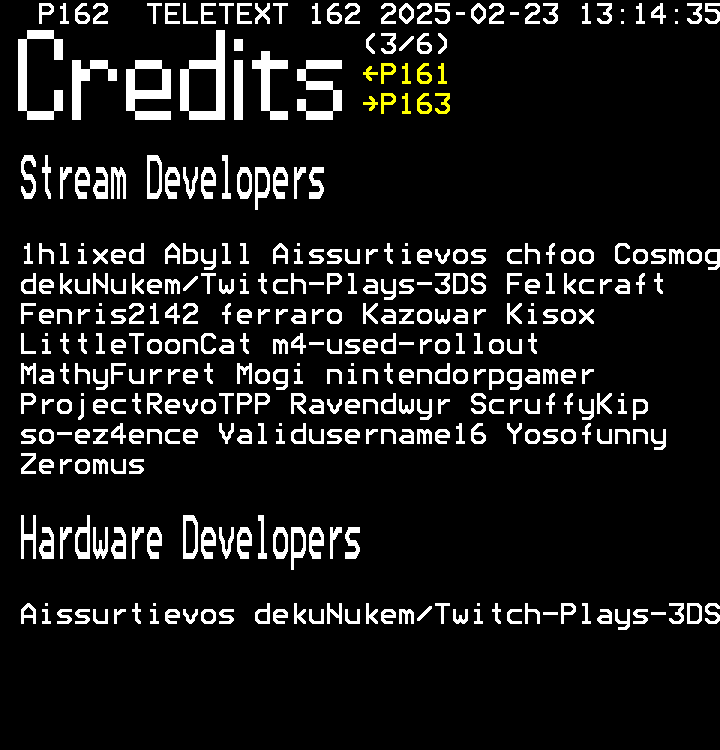 P162  TELETEXT 162 2025-02-23 13:14:35
Credits
(3/6)
←P161
→P163
Stream Developers
1hlixed Abyll Aissurtievos chfoo Cosmog
dekuNukem/Twitch-Plays-3DS Felkcraft
Fenris2142 ferraro Kazowar Kisox
LittleToonCat m4-used-rollout
MathyFurret Mogi nintendorpgamer
ProjectRevoTPP Ravendwyr ScruffyKip
so-ez4ence Validusername16 Yosofunny
Zeromus
Hardware Developers
Aissurtievos dekuNukem/Twitch-Plays-3DS